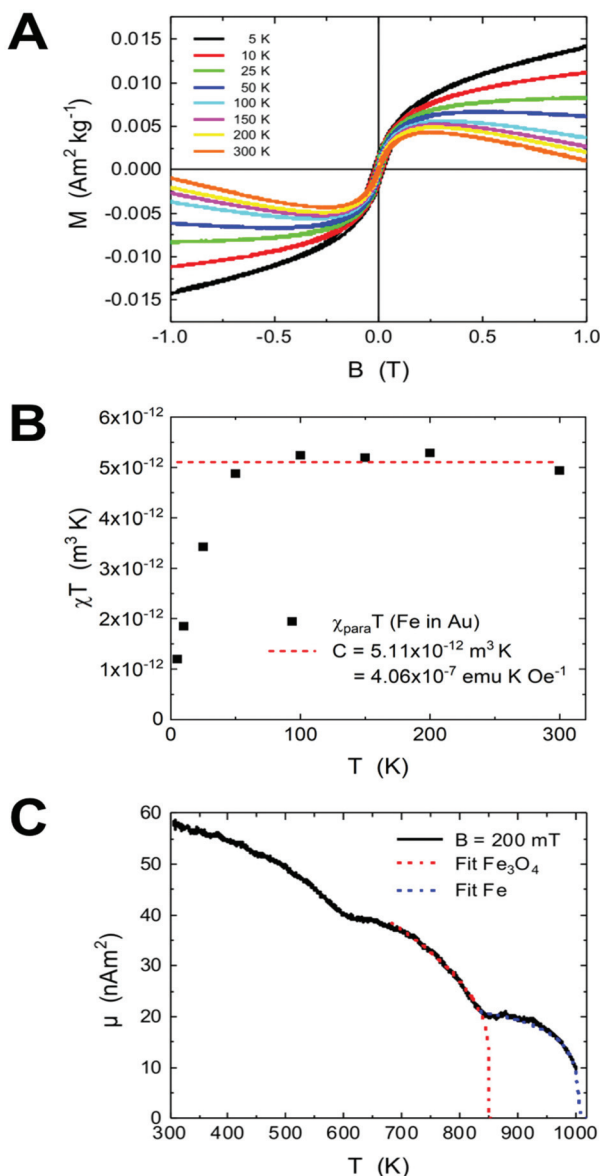 A
0.015
0.010
0.005
0.000
-0.005
-0.010
-0.015
M (Am² kg⁻¹)
5 K
10 K
25 K
50 K
100 K
150 K
200 K
300 K
-1.0 -0.5 0.0 0.5 1.0
B (T)
B
6x10⁻¹²
5x10⁻¹²
4x10⁻¹²
3x10⁻¹²
2x10⁻¹²
1x10⁻¹²
0
χT (m³ K)
χparaT (Fe in Au)
C = 5.11x10⁻¹² m³ K
= 4.06x10⁻⁷ emu K Oe⁻¹
0 100 200 300
T (K)
C
60
50
40
30
20
10
0
μ (nAm²)
B = 200 mT
Fit Fe₃O₄
Fit Fe
300 400 500 600 700 800 900 1000
T (K)